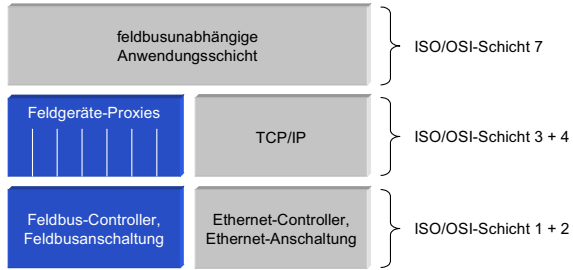 feldbusunabhängige
Anwendungsschicht
ISO/OSI-Schicht 7
Feldgeräte-Proxies
TCP/IP
ISO/OSI-Schicht 3 + 4
Feldbus-Controller,
Feldbusanschaltung
Ethernet-Controller,
Ethernet-Anschaltung
ISO/OSI-Schicht 1 + 2